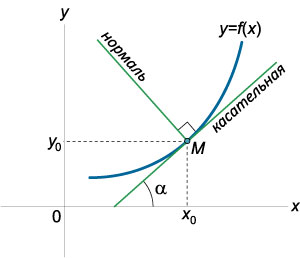 y
y=f(x)
нормаль
касательная
y₀
M
α
0
x₀
x